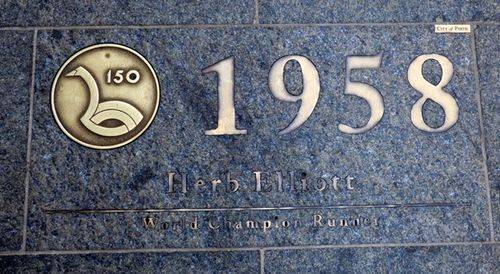 CITY of PERTH
150
1958
Herb Elliott
World Champion Runner